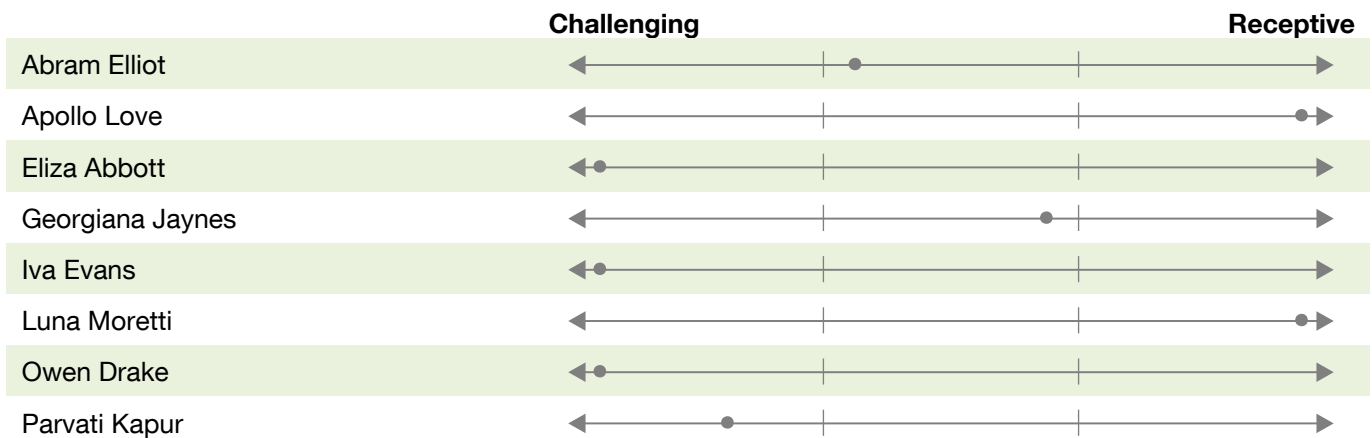 Challenging Receptive
Abram Elliot
Apollo Love
Eliza Abbott
Georgiana Jaynes
Iva Evans
Luna Moretti
Owen Drake
Parvati Kapur